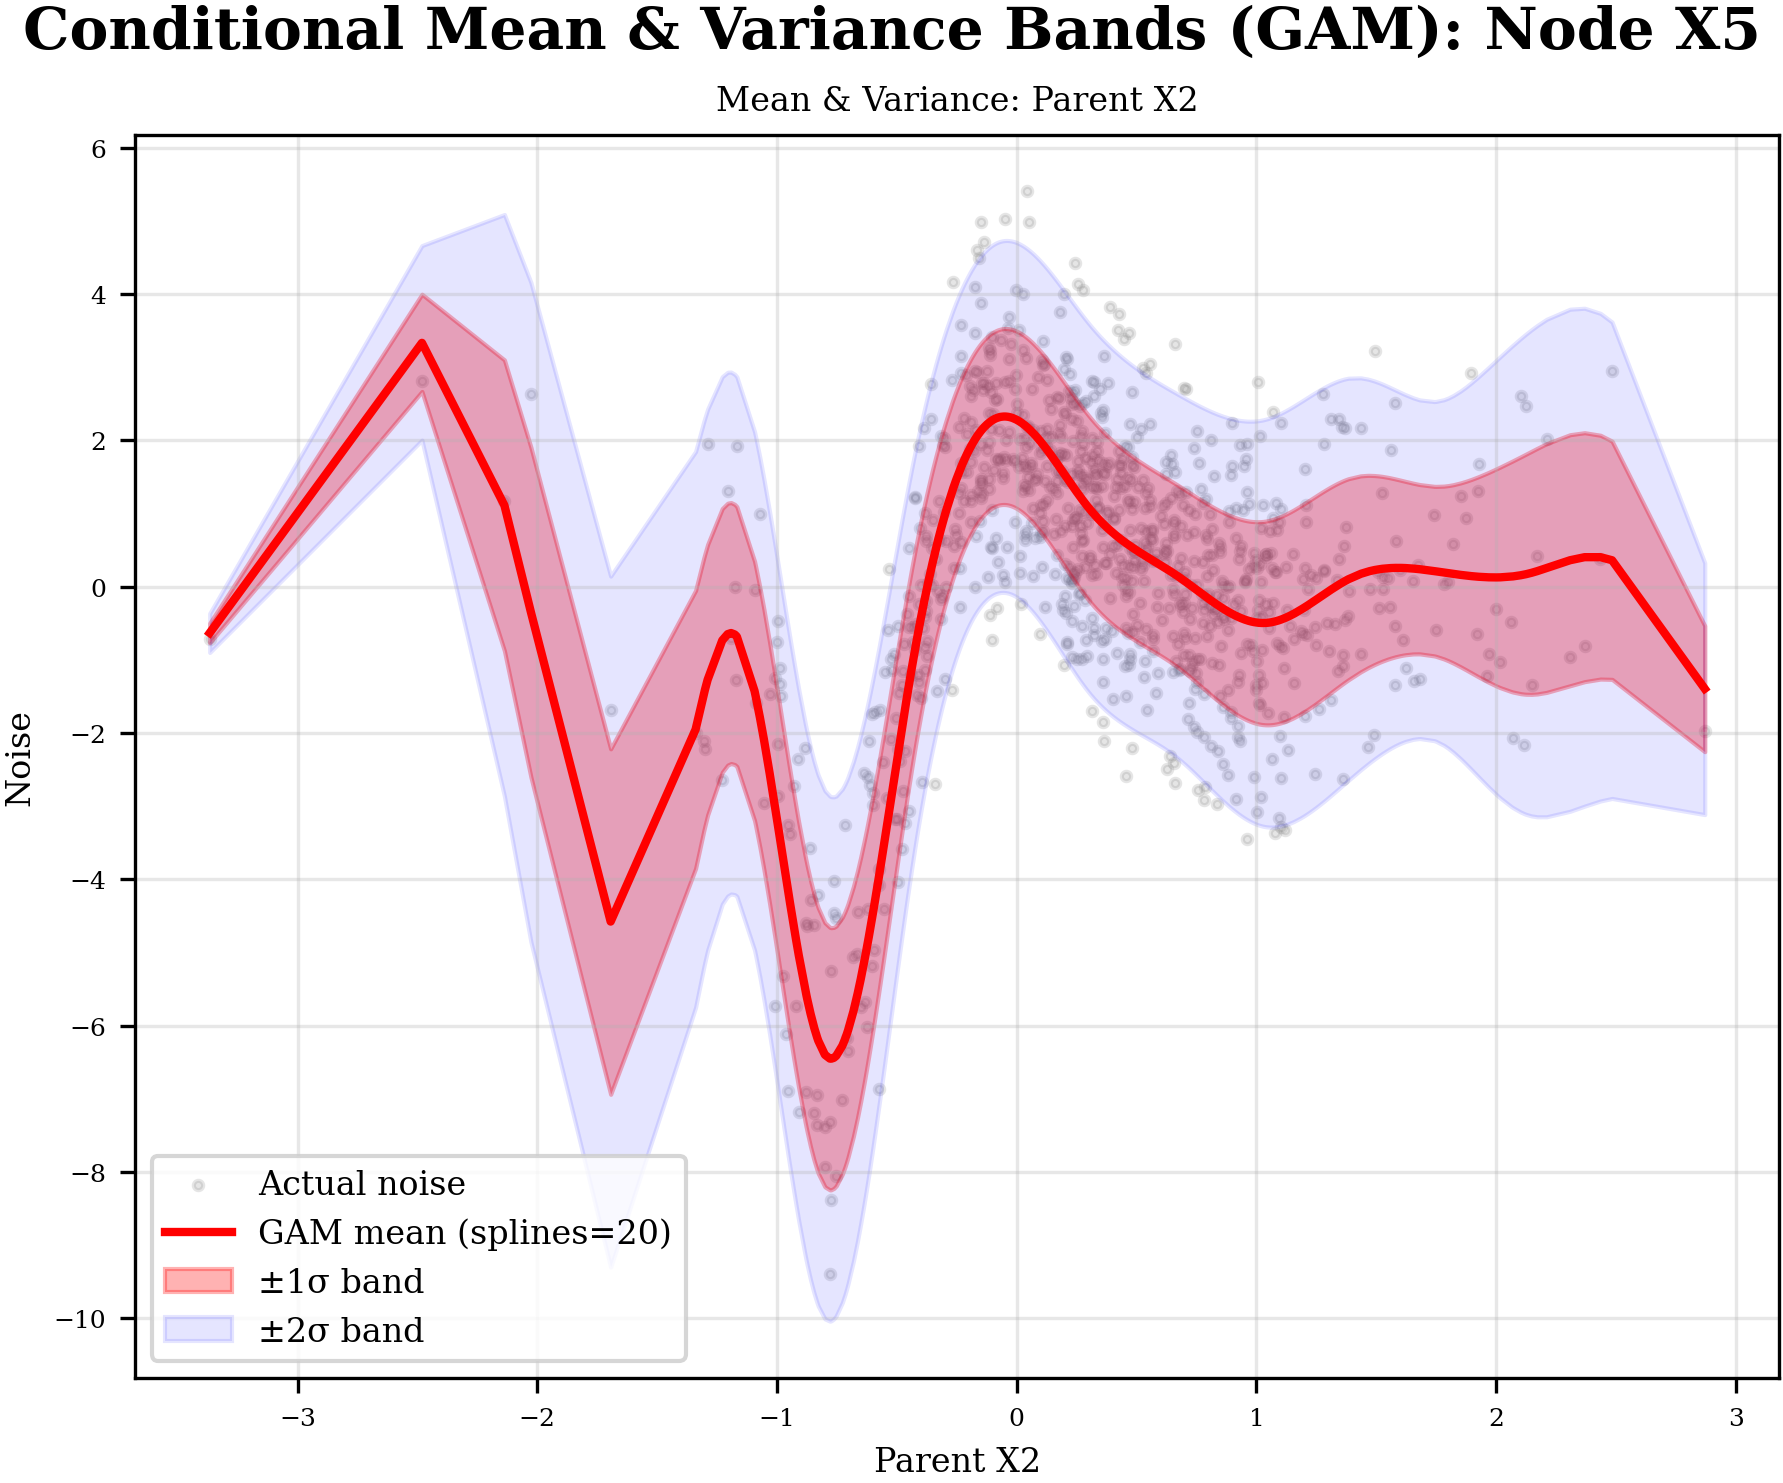 Conditional Mean & Variance Bands (GAM): Node X5
Mean & Variance: Parent X2
6
4
2
0
−2
−4
−6
−8
−10
Noise
Actual noise
GAM mean (splines=20)
±1σ band
±2σ band
−3 −2 −1 0 1 2 3
Parent X2